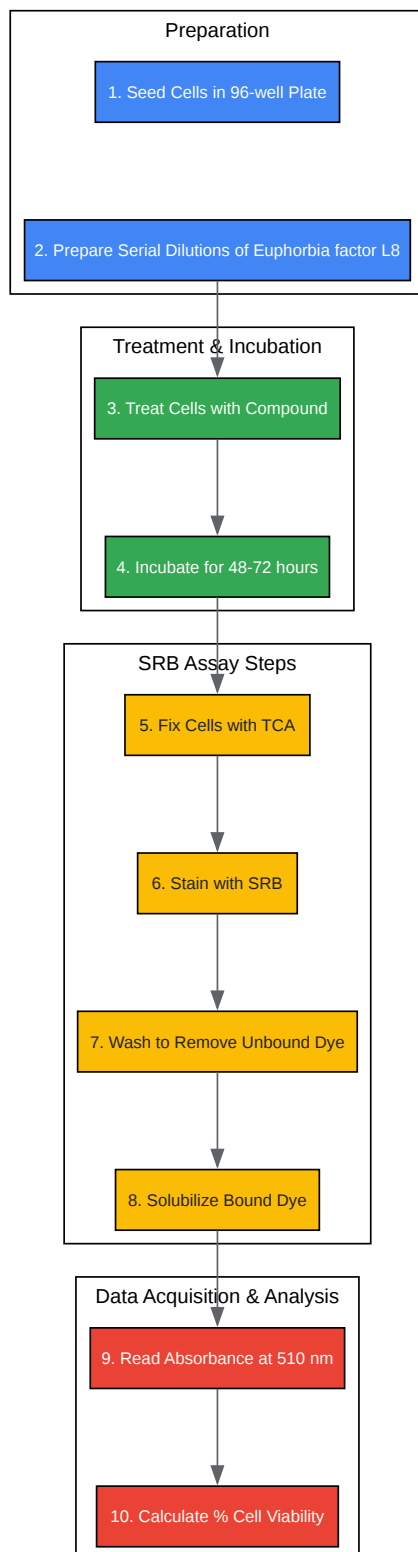 Preparation
1. Seed Cells in 96-well Plate
2. Prepare Serial Dilutions of Euphorbia factor L8
Treatment & Incubation
3. Treat Cells with Compound
4. Incubate for 48-72 hours
SRB Assay Steps
5. Fix Cells with TCA
6. Stain with SRB
7. Wash to Remove Unbound Dye
8. Solubilize Bound Dye
Data Acquisition & Analysis
9. Read Absorbance at 510 nm
10. Calculate % Cell Viability